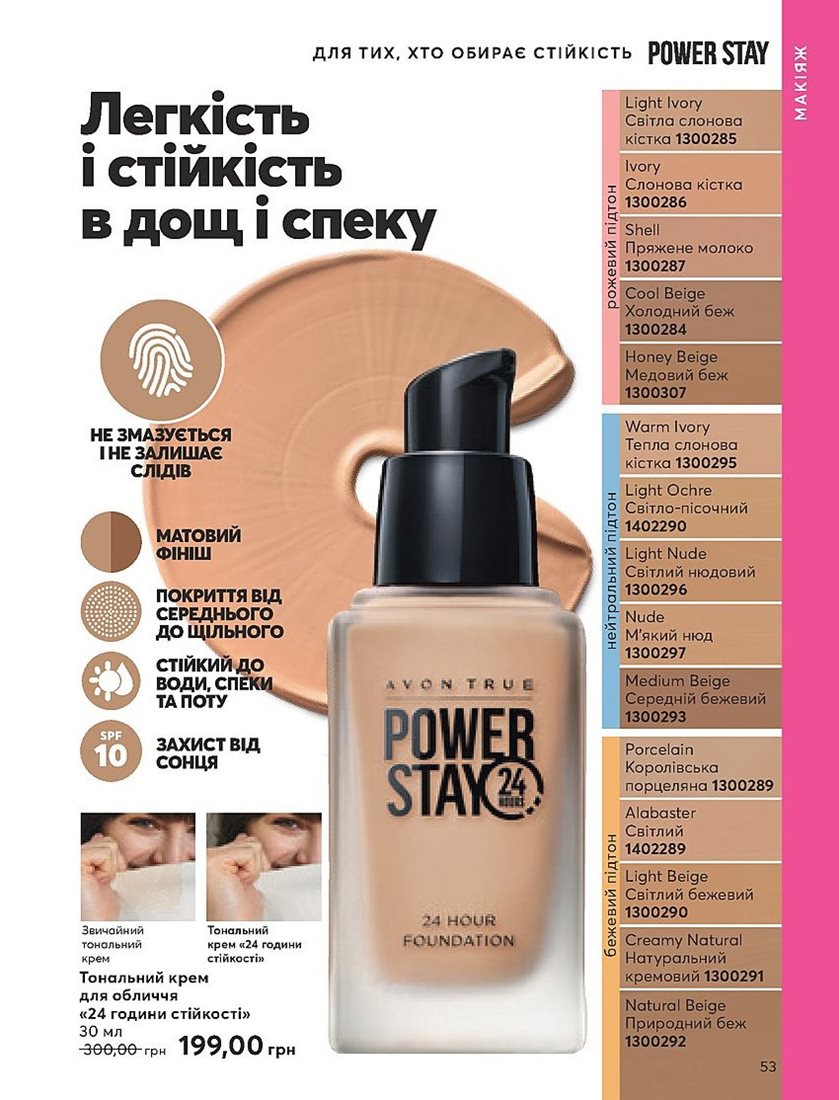 ДЛЯ ТИХ, ХТО ОБИРАЄ СТІЙКІСТЬ POWER STAY
МАКІЯЖ
Легкість
і стійкість
в дощ і спеку
НЕ ЗМАЗУЄТЬСЯ
І НЕ ЗАЛИШАЄ
СЛІДІВ
МАТОВИЙ
ФІНІШ
ПОКРИТТЯ ВІД
СЕРЕДНЬОГО
ДО ЩІЛЬНОГО
СТІЙКИЙ ДО
ВОДИ, СПЕКИ
ТА ПОТУ
SPF
10
ЗАХИСТ ВІД
СОНЦЯ
Звичайний
тональний
крем
Тональний
крем «24 години
стійкості»
Тональний крем
для обличчя
«24 години стійкості»
30 мл
300,00 грн 199,00 грн
AVON TRUE
POWER
STAY 24
HOURS
24 HOUR
FOUNDATION
рожевий підтон
Light Ivory
Світла слонова
кістка 1300285
Ivory
Слонова кістка
1300286
Shell
Пряжене молоко
1300287
Cool Beige
Холодний беж
1300284
Honey Beige
Медовий беж
1300307
нейтральний підтон
Warm Ivory
Тепла слонова
кістка 1300295
Light Ochre
Світло-пісочний
1402290
Light Nude
Світлий нюдовий
1300296
Nude
М'який нюд
1300297
Medium Beige
Середній бежевий
1300293
бежевий підтон
Porcelain
Королівська
порцеляна 1300289
Alabaster
Світлий
1402289
Light Beige
Світлий бежевий
1300290
Creamy Natural
Натуральний
кремовий 1300291
Natural Beige
Природний беж
1300292
53